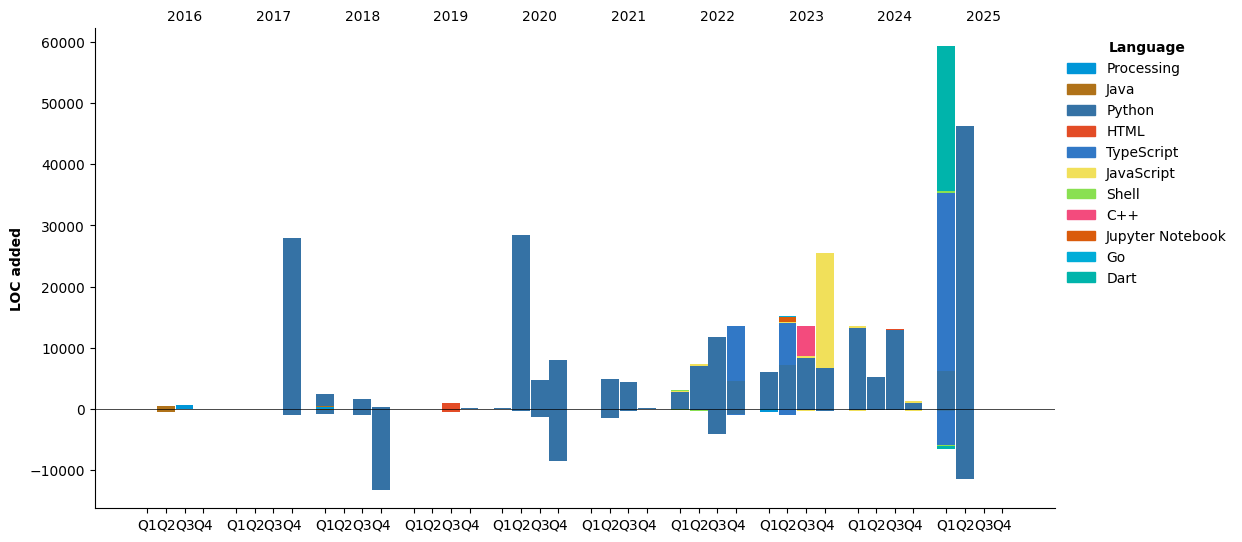 2016 2017 2018 2019 2020 2021 2022 2023 2024 2025
60000
50000
40000
30000
20000
10000
0
−10000
LOC added
Q1Q2Q3Q4 Q1Q2Q3Q4 Q1Q2Q3Q4 Q1Q2Q3Q4 Q1Q2Q3Q4 Q1Q2Q3Q4 Q1Q2Q3Q4 Q1Q2Q3Q4 Q1Q2Q3Q4 Q1Q2Q3Q4
Language
Processing
Java
Python
HTML
TypeScript
JavaScript
Shell
C++
Jupyter Notebook
Go
Dart